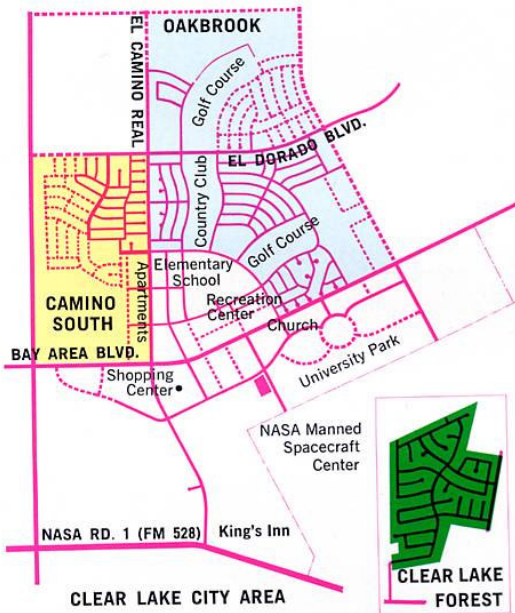 OAKBROOK
EL CAMINO REAL
Golf Course
EL DORADO BLVD.
Country Club
Golf Course
Elementary
School
Apartments
Recreation
Center
CAMINO
SOUTH
Church
BAY AREA BLVD.
University Park
Shopping
Center
NASA Manned
Spacecraft
Center
NASA RD. 1 (FM 528)
King's Inn
CLEAR LAKE
FOREST
CLEAR LAKE CITY AREA